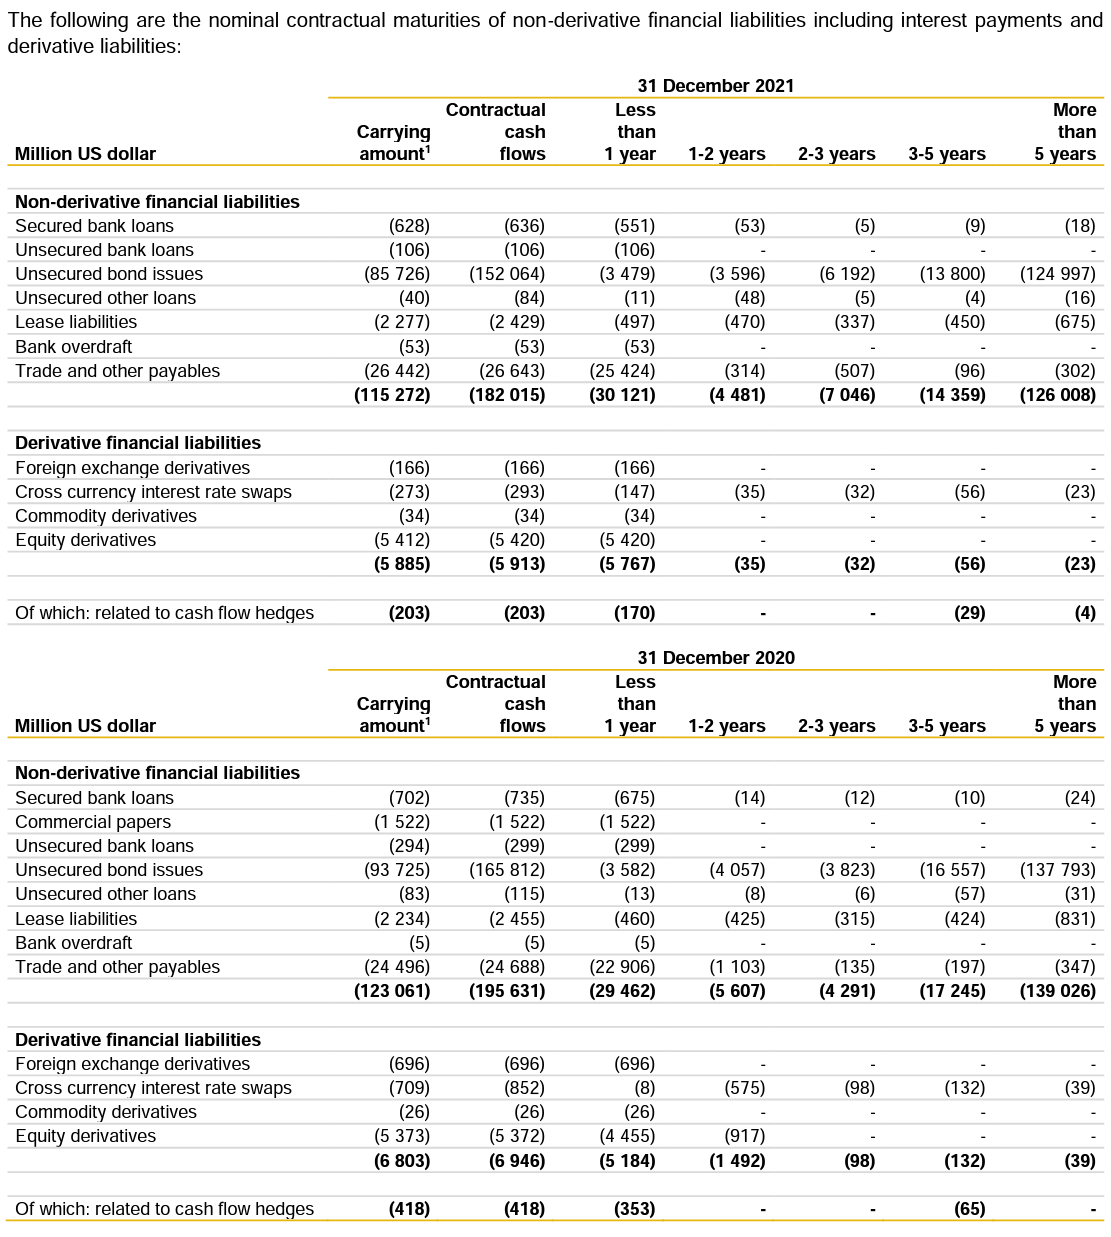 The following are the nominal contractual maturities of non-derivative financial liabilities including interest payments and
derivative liabilities:
31 December 2021
Million US dollar Carrying amount¹ Contractual cash flows Less than 1 year 1-2 years 2-3 years 3-5 years More than 5 years
Non-derivative financial liabilities
Secured bank loans (628) (636) (551) (53) (5) (9) (18)
Unsecured bank loans (106) (106) (106) - - - -
Unsecured bond issues (85 726) (152 064) (3 479) (3 596) (6 192) (13 800) (124 997)
Unsecured other loans (40) (84) (11) (48) (5) (4) (16)
Lease liabilities (2 277) (2 429) (497) (470) (337) (450) (675)
Bank overdraft (53) (53) (53) - - - -
Trade and other payables (26 442) (26 643) (25 424) (314) (507) (96) (302)
(115 272) (182 015) (30 121) (4 481) (7 046) (14 359) (126 008)
Derivative financial liabilities
Foreign exchange derivatives (166) (166) (166) - - - -
Cross currency interest rate swaps (273) (293) (147) (35) (32) (56) (23)
Commodity derivatives (34) (34) (34) - - - -
Equity derivatives (5 412) (5 420) (5 420) - - - -
(5 885) (5 913) (5 767) (35) (32) (56) (23)
Of which: related to cash flow hedges (203) (203) (170) - - (29) (4)
31 December 2020
Million US dollar Carrying amount¹ Contractual cash flows Less than 1 year 1-2 years 2-3 years 3-5 years More than 5 years
Non-derivative financial liabilities
Secured bank loans (702) (735) (675) (14) (12) (10) (24)
Commercial papers (1 522) (1 522) (1 522) - - - -
Unsecured bank loans (294) (299) (299) - - - -
Unsecured bond issues (93 725) (165 812) (3 582) (4 057) (3 823) (16 557) (137 793)
Unsecured other loans (83) (115) (13) (8) (6) (57) (31)
Lease liabilities (2 234) (2 455) (460) (425) (315) (424) (831)
Bank overdraft (5) (5) (5) - - - -
Trade and other payables (24 496) (24 688) (22 906) (1 103) (135) (197) (347)
(123 061) (195 631) (29 462) (5 607) (4 291) (17 245) (139 026)
Derivative financial liabilities
Foreign exchange derivatives (696) (696) (696) - - - -
Cross currency interest rate swaps (709) (852) (8) (575) (98) (132) (39)
Commodity derivatives (26) (26) (26) - - - -
Equity derivatives (5 373) (5 372) (4 455) (917) - - -
(6 803) (6 946) (5 184) (1 492) (98) (132) (39)
Of which: related to cash flow hedges (418) (418) (353) - - (65) -